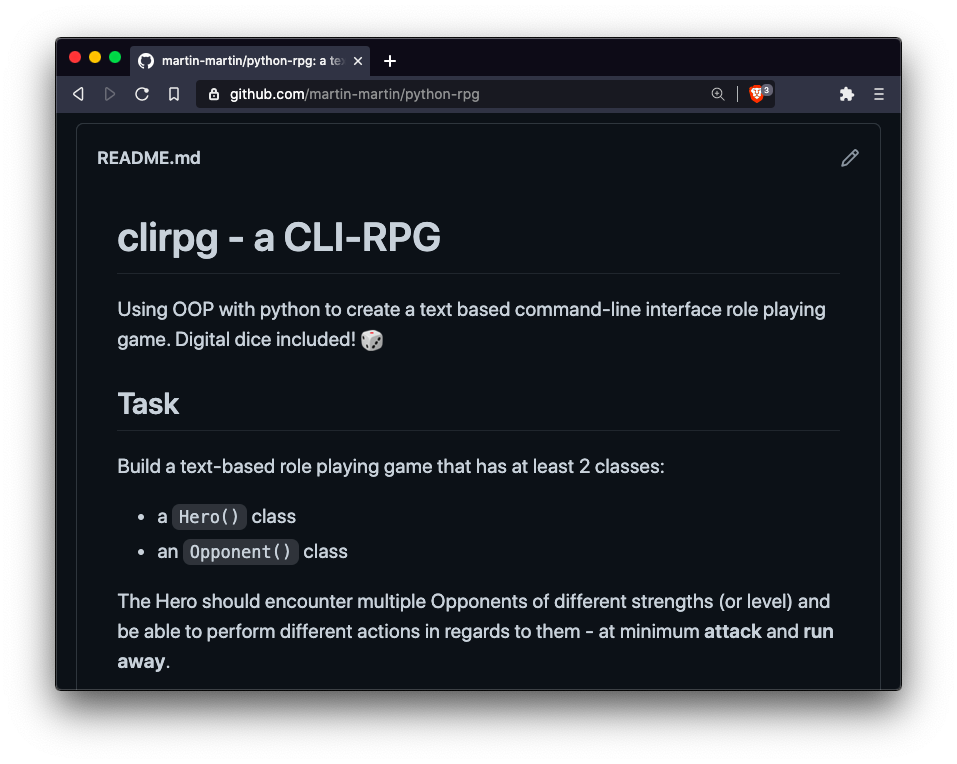 martin-martin/python-rpg: a te
github.com/martin-martin/python-rpg
3
README.md
clirpg - a CLI-RPG
Using OOP with python to create a text based command-line interface role playing
game. Digital dice included! 🎲
Task
Build a text-based role playing game that has at least 2 classes:
• a Hero() class
• an Opponent() class
The Hero should encounter multiple Opponents of different strengths (or level) and
be able to perform different actions in regards to them - at minimum attack and run
away.